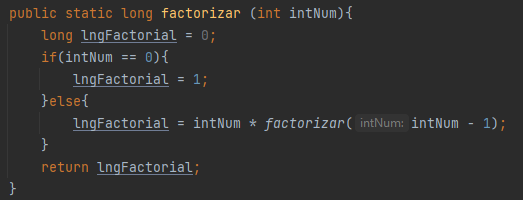 public static long factorizar (int intNum){
    long lngFactorial = 0;
    if(intNum == 0){
        lngFactorial = 1;
    }else{
        lngFactorial = intNum * factorizar( intNum: intNum - 1);
    }
    return lngFactorial;
}